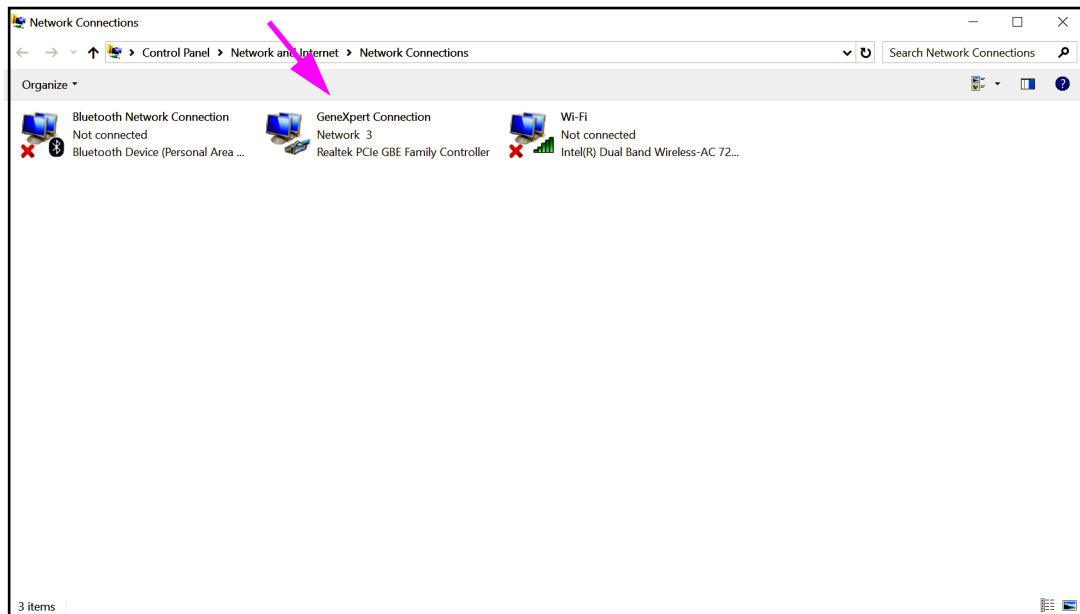 Network Connections
Control Panel > Network and Internet > Network Connections
Search Network Connections
Organize
Bluetooth Network Connection
Not connected
Bluetooth Device (Personal Area ...
GeneXpert Connection
Network 3
Realtek PCIe GBE Family Controller
Wi-Fi
Not connected
Intel(R) Dual Band Wireless-AC 72...
3 items